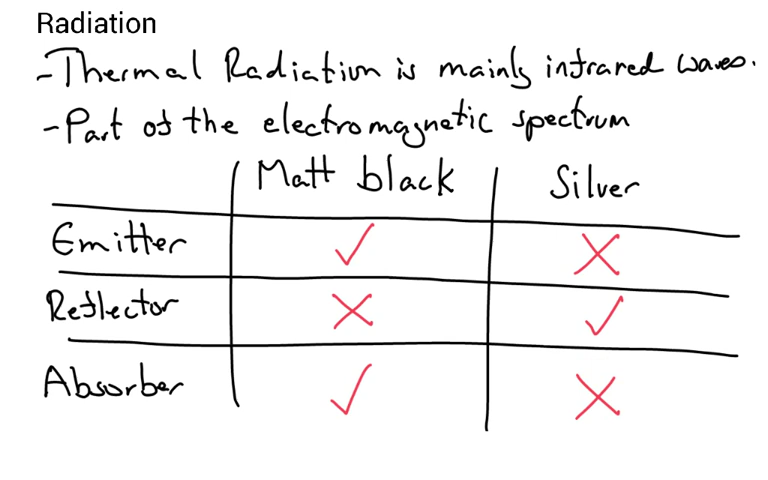 Radiation
-Thermal Radiation is mainly infrared waves.
-Part of the electromagnetic spectrum
Matt black Silver
Emitter ✓ ✗
Reflector ✗ ✓
Absorber ✓ ✗